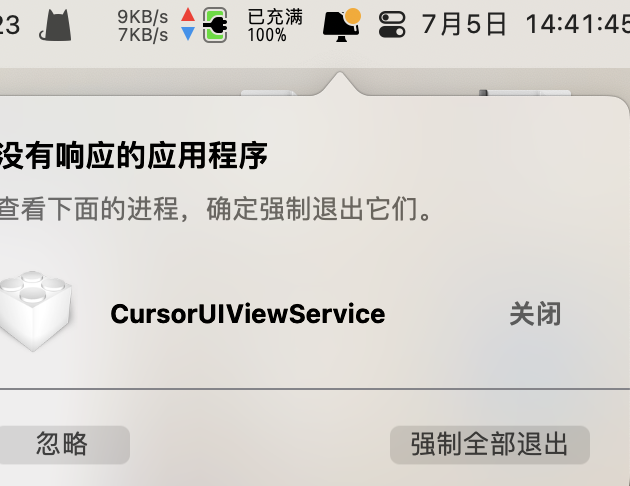 23
9KB/s
7KB/s
已充满
100%
7月5日 14:41:45
没有响应的应用程序
查看下面的进程，确定强制退出它们。
CursorUIViewService
关闭
忽略
强制全部退出